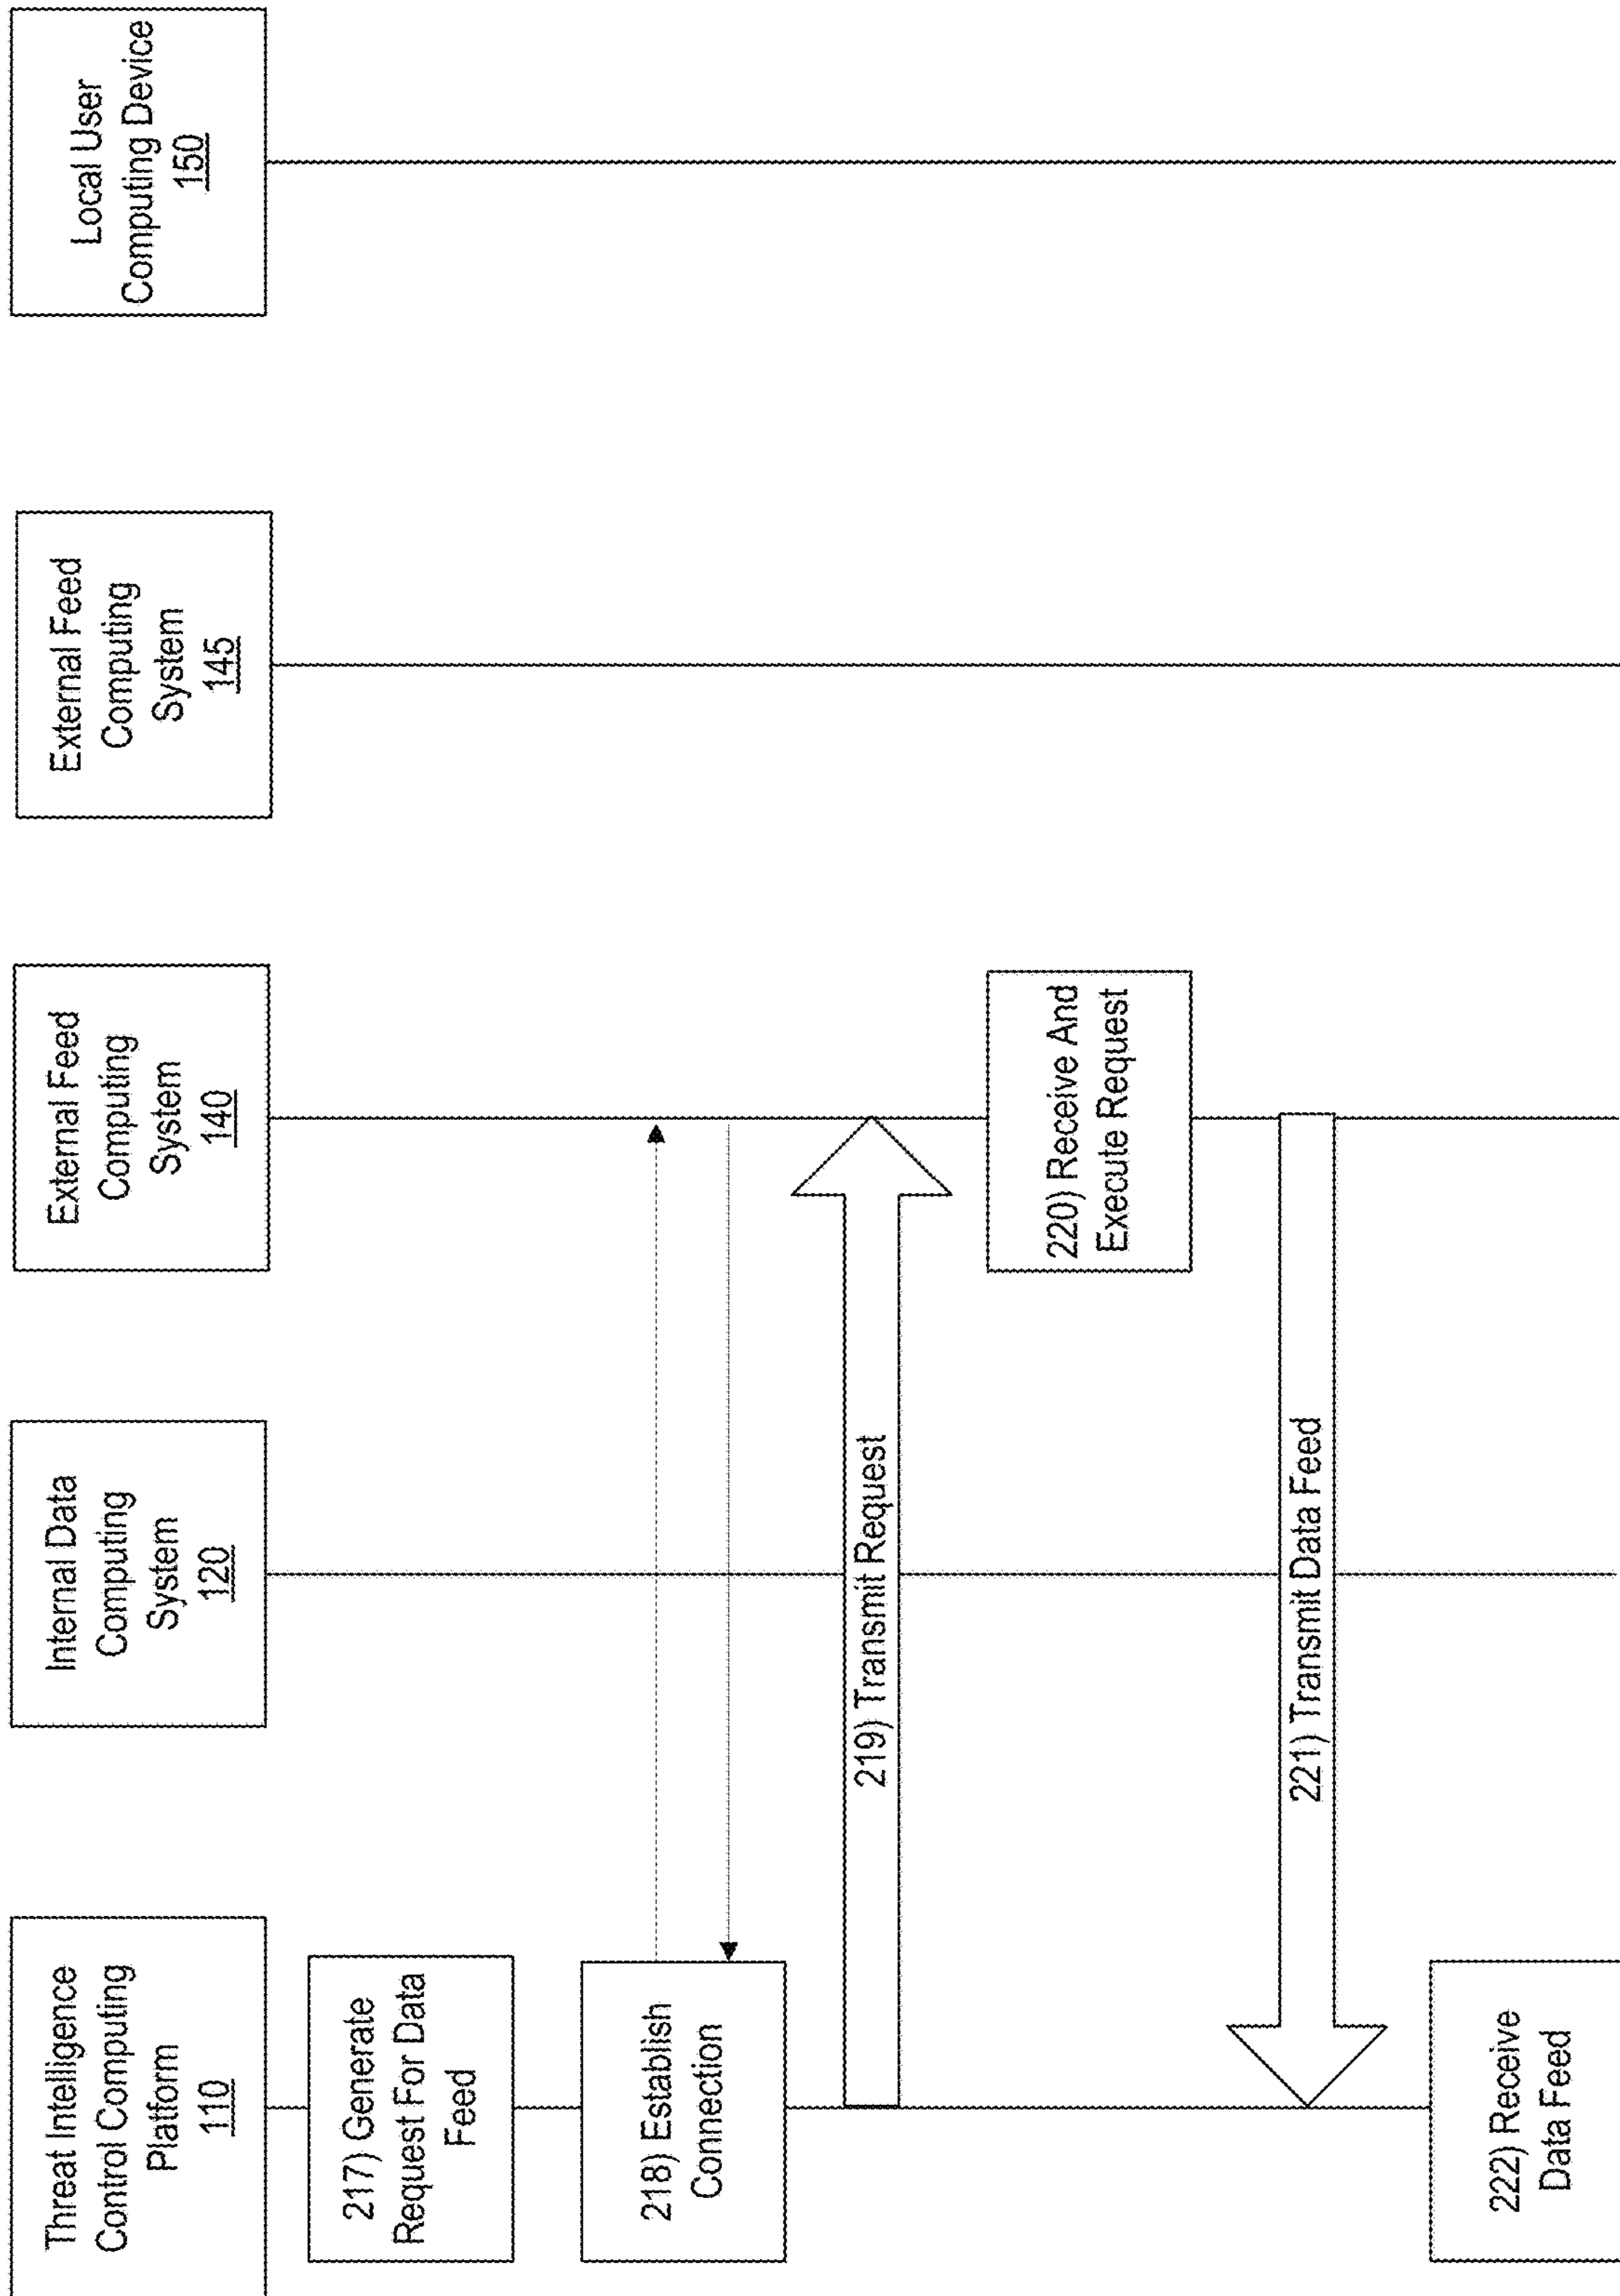 Threat Intelligence
Control Computing
Platform
110
Internal Data
Computing
System
120
External Feed
Computing
System
140
External Feed
Computing
System
145
Local User
Computing Device
150
217) Generate
Request For Data
Feed
218) Establish
Connection
219) Transmit Request
220) Receive And
Execute Request
221) Transmit Data Feed
222) Receive
Data Feed